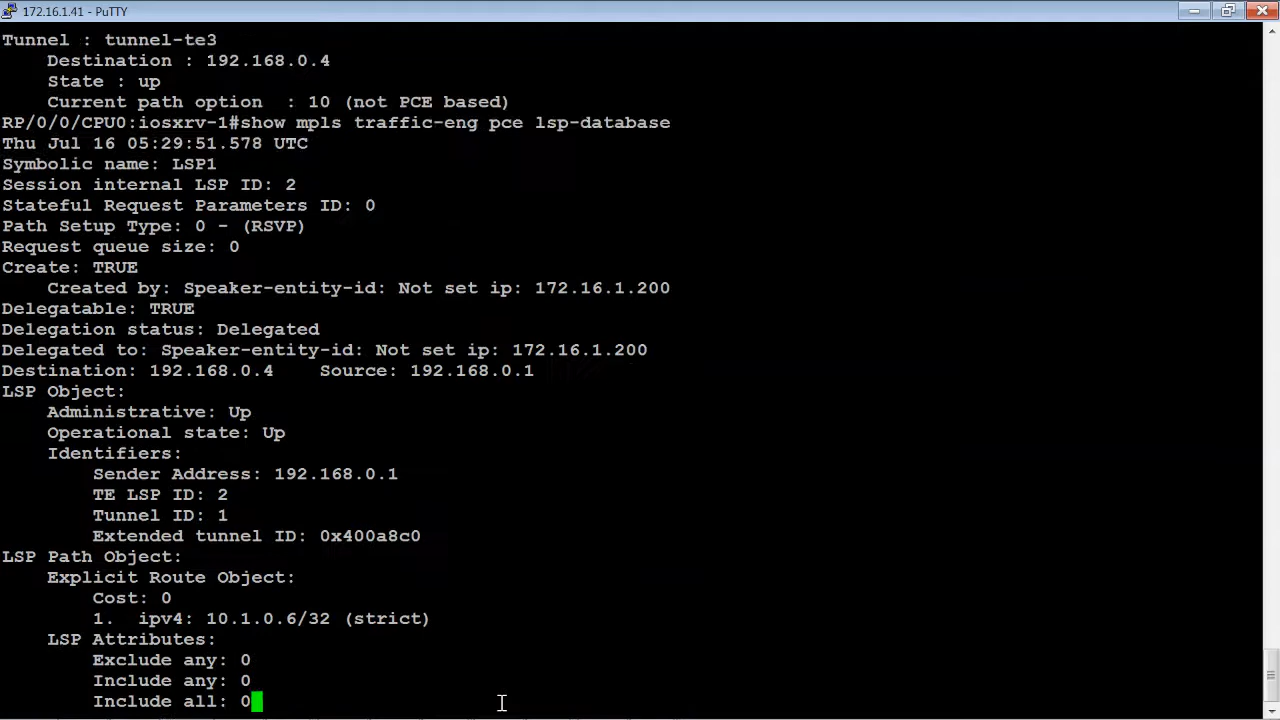 172.16.1.41 - PuTTY
Tunnel : tunnel-te3
Destination : 192.168.0.4
State : up
Current path option  : 10 (not PCE based)
RP/0/0/CPU0:iosxrv-1#show mpls traffic-eng pce lsp-database
Thu Jul 16 05:29:51.578 UTC
Symbolic name: LSP1
Session internal LSP ID: 2
Stateful Request Parameters ID: 0
Path Setup Type: 0 - (RSVP)
Request queue size: 0
Create: TRUE
Created by: Speaker-entity-id: Not set ip: 172.16.1.200
Delegatable: TRUE
Delegation status: Delegated
Delegated to: Speaker-entity-id: Not set ip: 172.16.1.200
Destination: 192.168.0.4    Source: 192.168.0.1
LSP Object:
Administrative: Up
Operational state: Up
Identifiers:
Sender Address: 192.168.0.1
TE LSP ID: 2
Tunnel ID: 1
Extended tunnel ID: 0x400a8c0
LSP Path Object:
Explicit Route Object:
Cost: 0
1.  ipv4: 10.1.0.6/32 (strict)
LSP Attributes:
Exclude any: 0
Include any: 0
Include all: 0